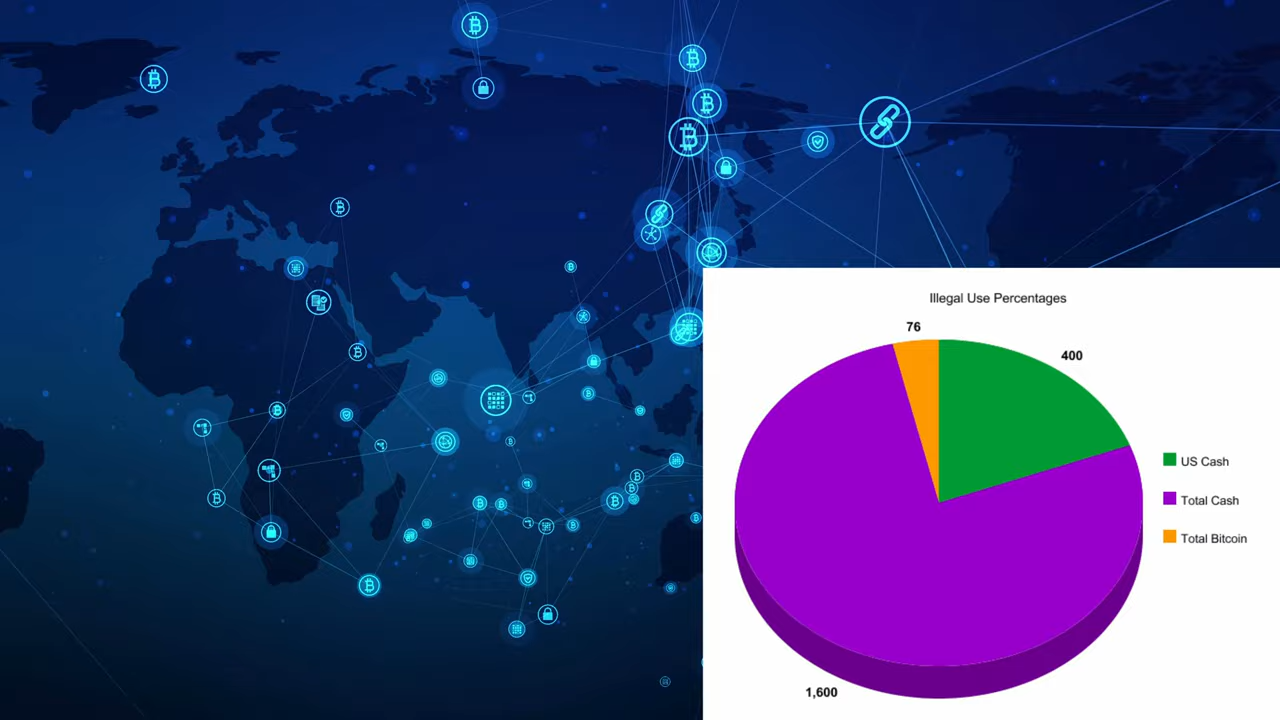 Illegal Use Percentages
76
400
US Cash
Total Cash
Total Bitcoin
1,600